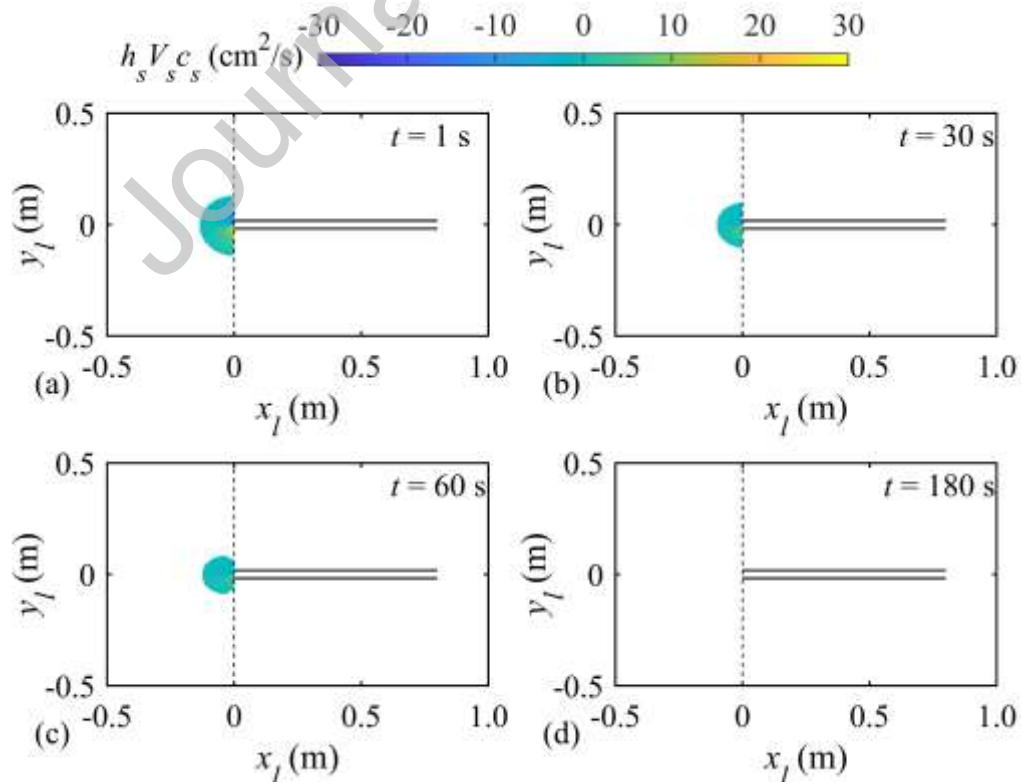 -30 -20 -10 0 10 20 30
hₛVₛcₛ (cm²/s)
Journa
0.5 t = 1 s
y_l (m)
0
-0.5
-0.5 0 0.5 1.0
(a)
x_l (m)
0.5 t = 30 s
y_l (m)
0
-0.5
-0.5 0 0.5 1.0
(b)
x_l (m)
0.5 t = 60 s
y_l (m)
0
-0.5
-0.5 0 0.5 1.0
(c)
x_l (m)
0.5 t = 180 s
y_l (m)
0
-0.5
-0.5 0 0.5 1.0
(d)
x_l (m)